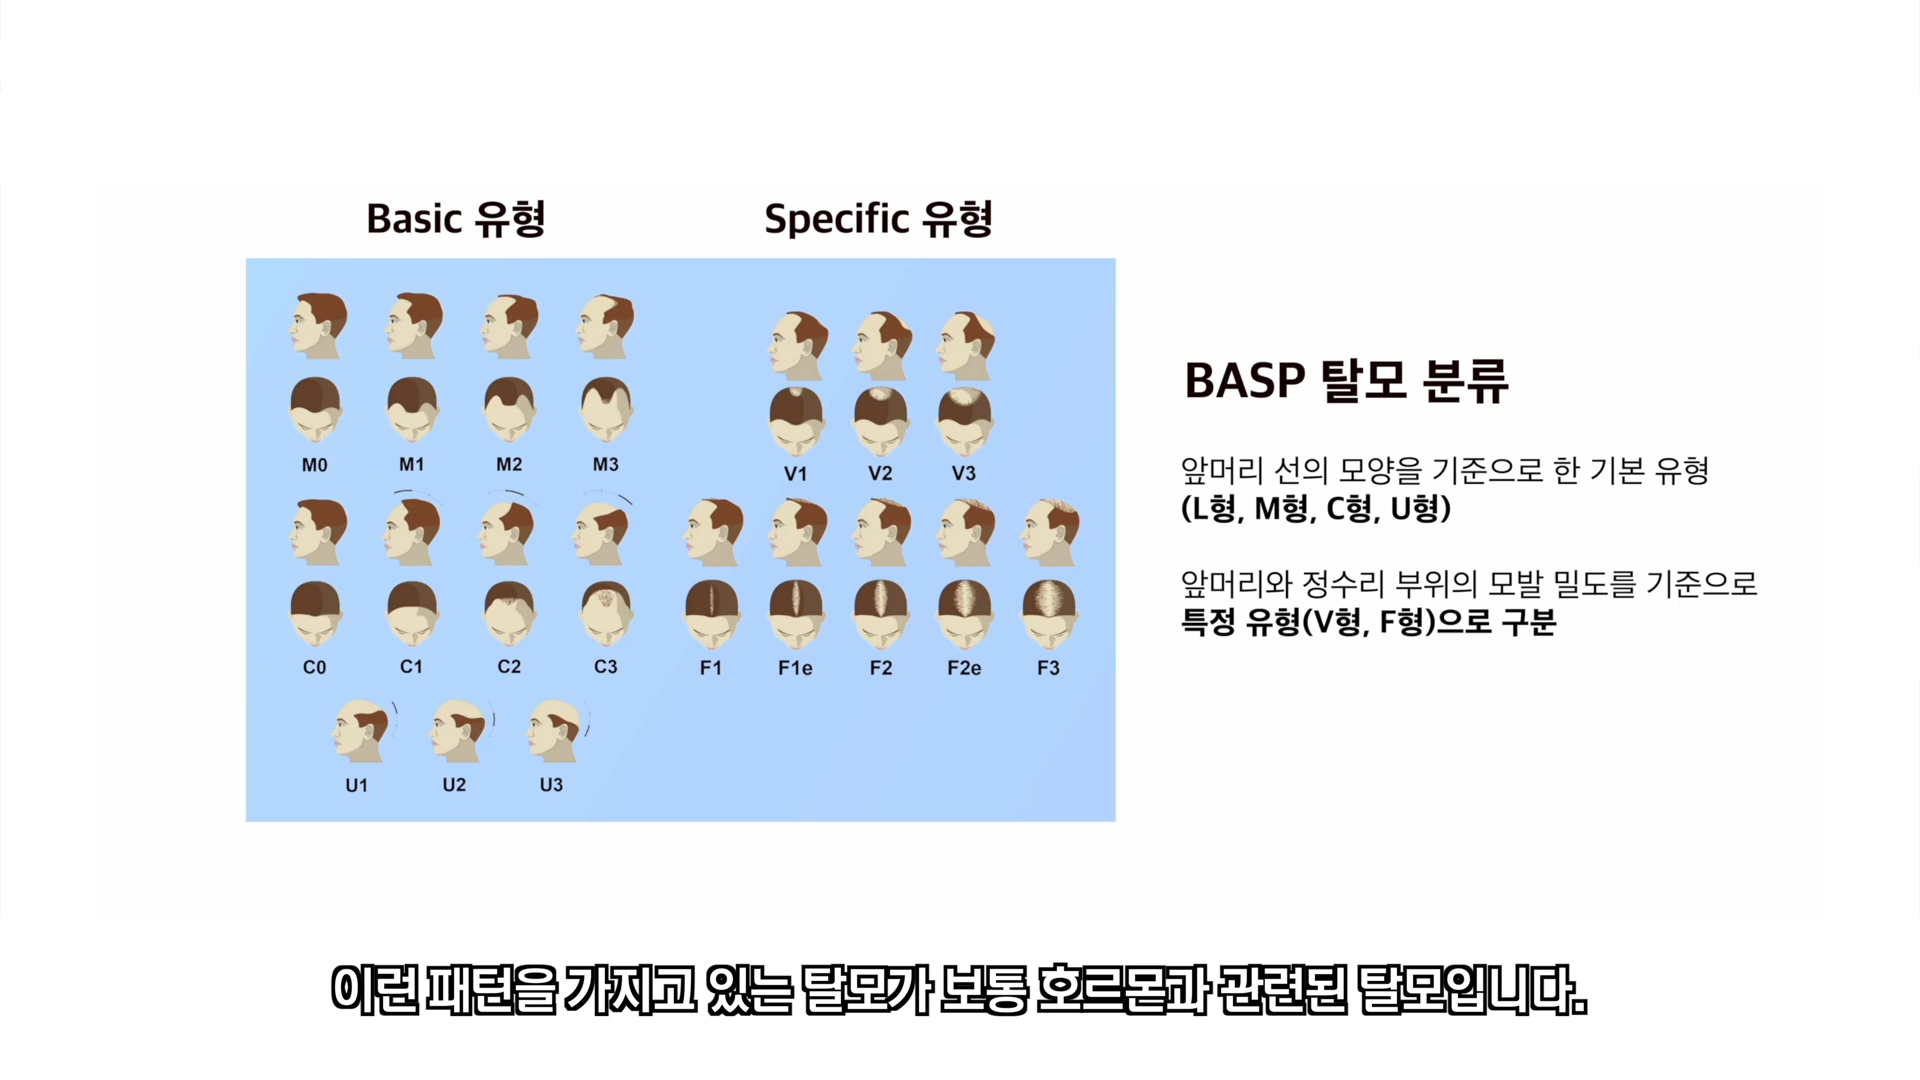 Basic 유형
Specific 유형
M0 M1 M2 M3
V1 V2 V3
C0 C1 C2 C3
F1 F1e F2 F2e F3
U1 U2 U3
BASP 탈모 분류
앞머리 선의 모양을 기준으로 한 기본 유형
(L형, M형, C형, U형)
앞머리와 정수리 부위의 모발 밀도를 기준으로
특정 유형(V형, F형)으로 구분
이런 패턴을 가지고 있는 탈모가 보통 호르몬과 관련된 탈모입니다.